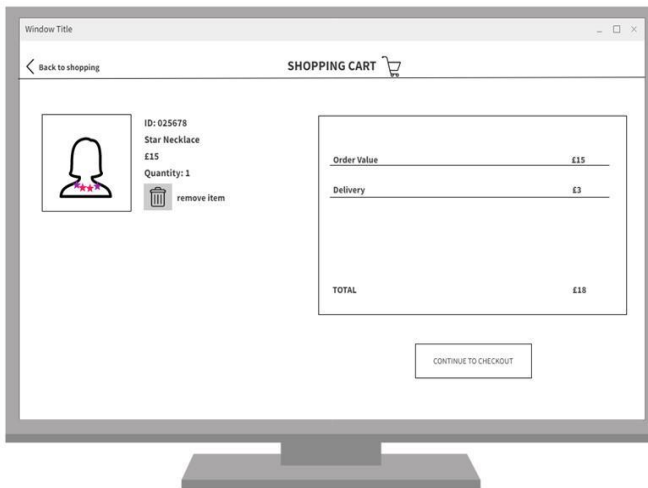 Window Title
Back to shopping
SHOPPING CART
ID: 025678
Star Necklace
£15
Quantity: 1
remove item
Order Value £15
Delivery £3
TOTAL £18
CONTINUE TO CHECKOUT